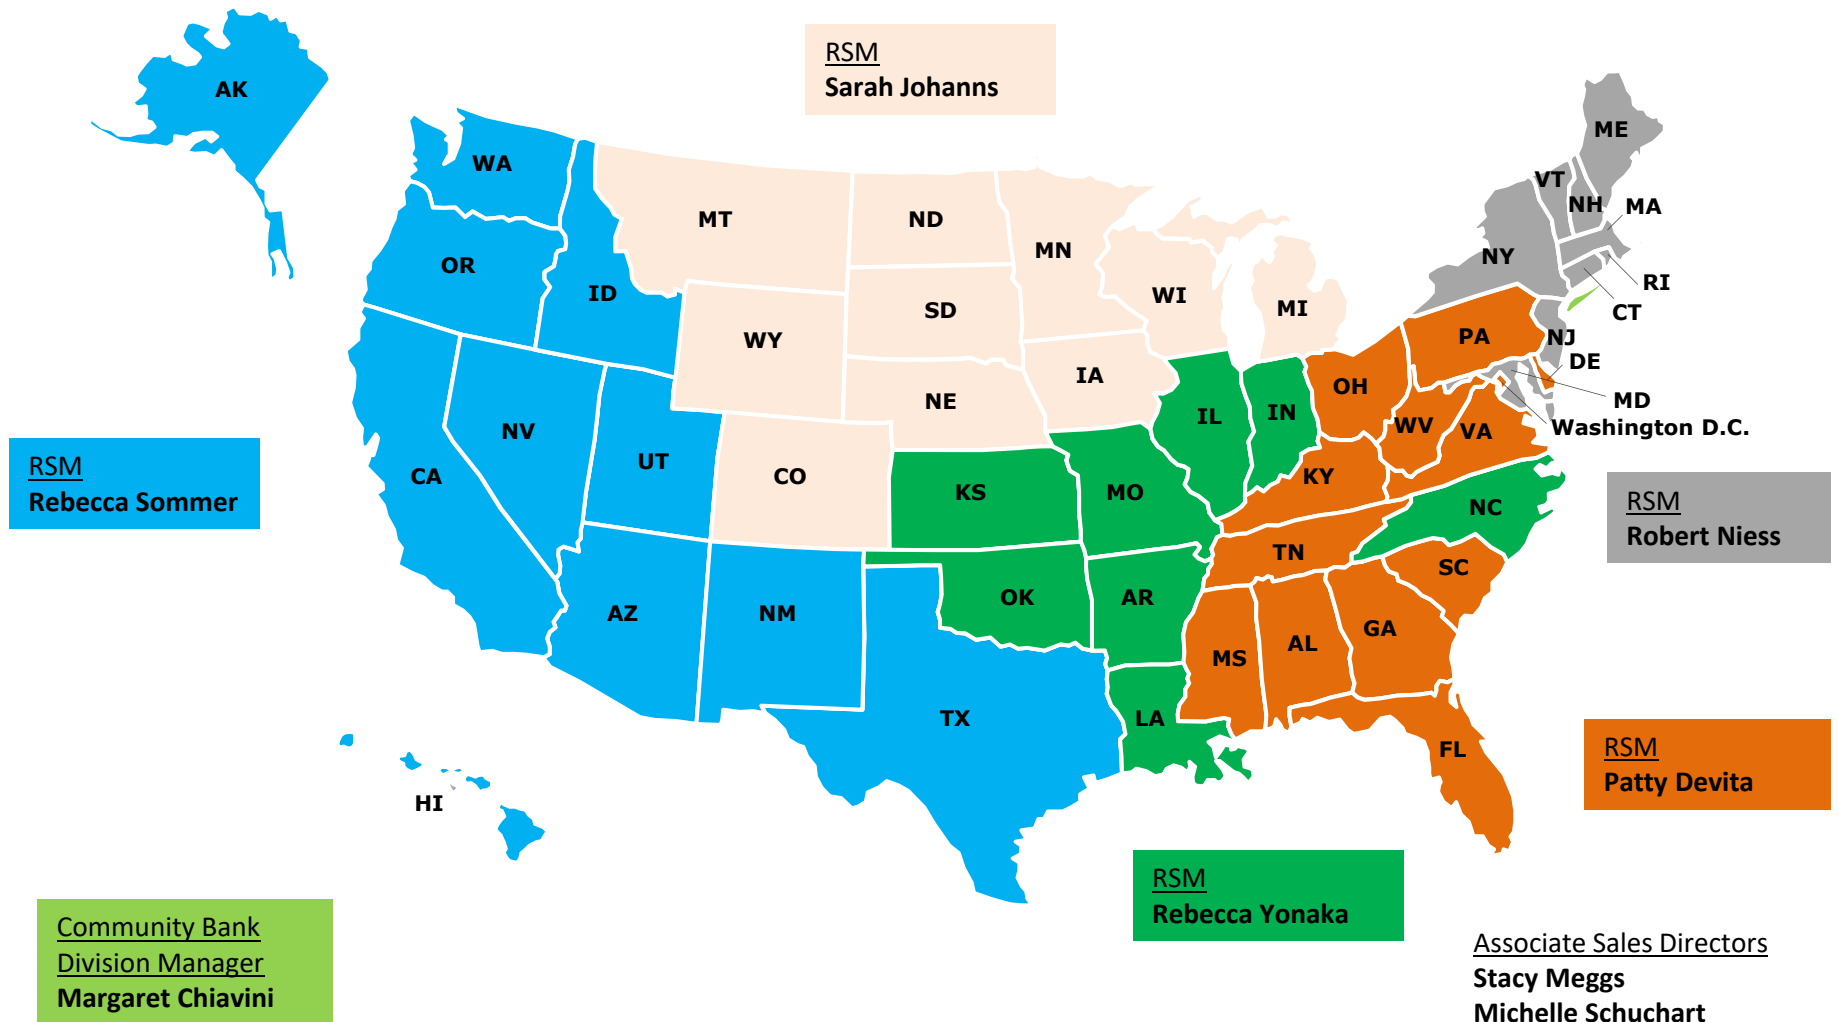 AK
RSM
Sarah Johanns
WA
MT
ND
MN
ME
VT
NH
MA
OR
ID
SD
WI
MI
NY
RI
CT
WY
IA
NE
PA
NJ
DE
OH
MD
NV
UT
CO
IL
IN
WV
VA
Washington D.C.
RSM
Rebecca Sommer
CA
KS
MO
KY
NC
RSM
Robert Niess
AZ
NM
OK
AR
TN
SC
GA
MS
AL
TX
LA
FL
RSM
Patty Devita
HI
RSM
Rebecca Yonaka
Community Bank
Division Manager
Margaret Chiavini
Associate Sales Directors
Stacy Meggs
Michelle Schuchart